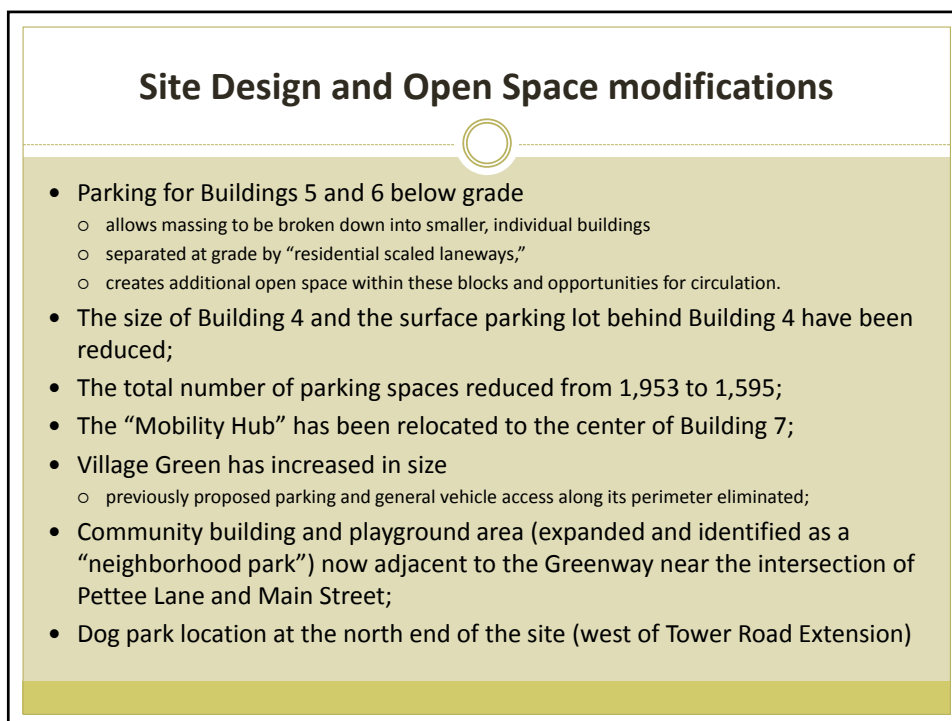 Site Design and Open Space modifications
• Parking for Buildings 5 and 6 below grade
o allows massing to be broken down into smaller, individual buildings
o separated at grade by “residential scaled laneways,”
o creates additional open space within these blocks and opportunities for circulation.
• The size of Building 4 and the surface parking lot behind Building 4 have been
reduced;
• The total number of parking spaces reduced from 1,953 to 1,595;
• The “Mobility Hub” has been relocated to the center of Building 7;
• Village Green has increased in size
o previously proposed parking and general vehicle access along its perimeter eliminated;
• Community building and playground area (expanded and identified as a
“neighborhood park”) now adjacent to the Greenway near the intersection of
Pettee Lane and Main Street;
• Dog park location at the north end of the site (west of Tower Road Extension)